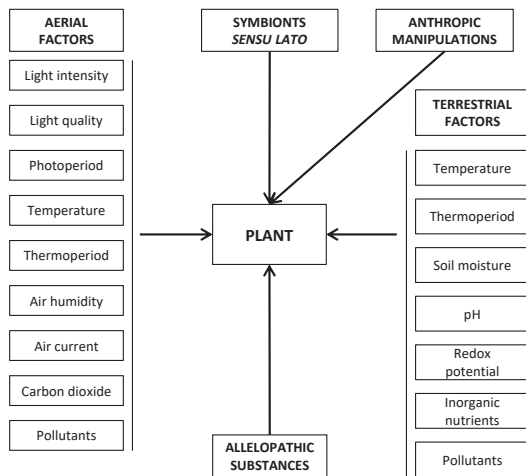 AERIAL
FACTORS
Light intensity
Light quality
Photoperiod
Temperature
Thermoperiod
Air humidity
Air current
Carbon dioxide
Pollutants
SYMBIONTS
SENSU LATO
ANTHROPIC
MANIPULATIONS
PLANT
TERRESTRIAL
FACTORS
Temperature
Thermoperiod
Soil moisture
pH
Redox
potential
Inorganic
nutrients
Pollutants
ALLELOPATHIC
SUBSTANCES